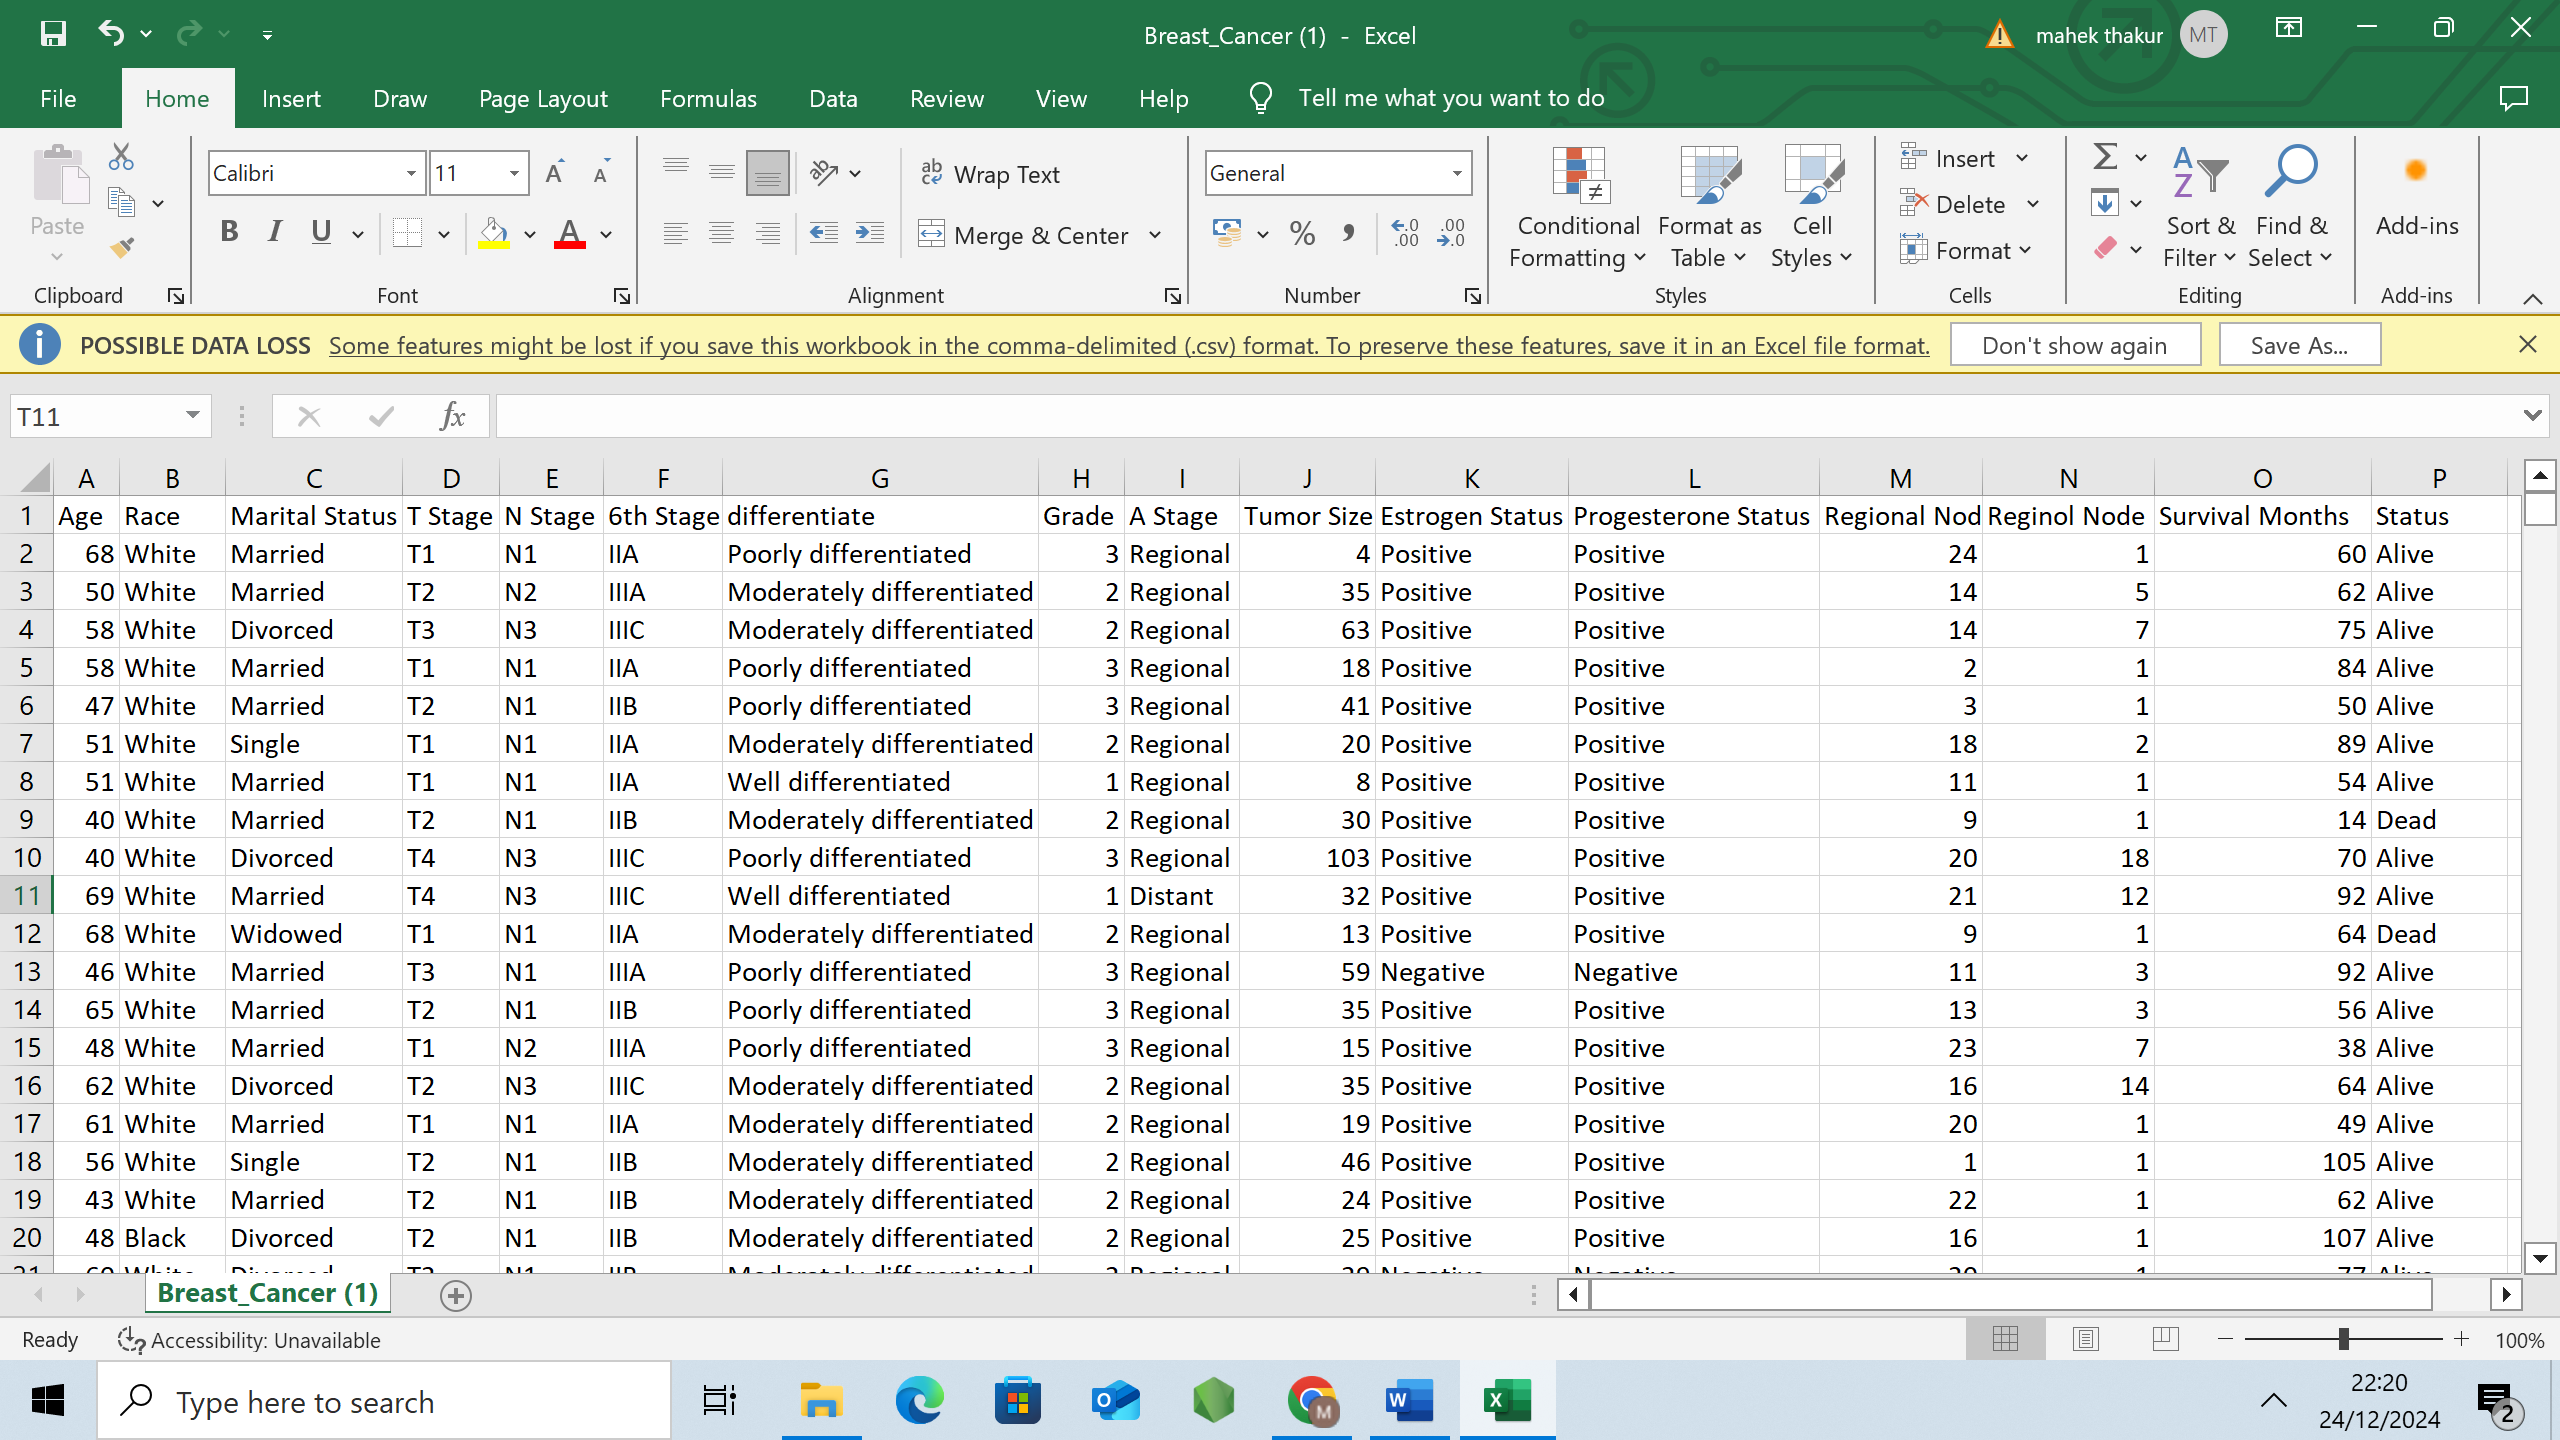 Breast_Cancer (1) - Excel
mahek thakur MT
File Home Insert Draw Page Layout Formulas Data Review View Help Tell me what you want to do
Paste
Clipboard
Calibri 11
B I U A
Font
Wrap Text
Merge & Center
Alignment
General
Number
Conditional Formatting
Format as Table
Cell Styles
Styles
Insert
Delete
Format
Cells
Sort & Filter
Find & Select
Editing
Add-ins
Add-ins
POSSIBLE DATA LOSS Some features might be lost if you save this workbook in the comma-delimited (.csv) format. To preserve these features, save it in an Excel file format. Don't show again Save As...
T11 fx
A B C D E F G H I J K L M N O P
1 Age Race Marital Status T Stage N Stage 6th Stage differentiate Grade A Stage Tumor Size Estrogen Status Progesterone Status Regional Nod Reginol Node Survival Months Status
2 68 White Married T1 N1 IIA Poorly differentiated 3 Regional 4 Positive Positive 24 1 60 Alive
3 50 White Married T2 N2 IIIA Moderately differentiated 2 Regional 35 Positive Positive 14 5 62 Alive
4 58 White Divorced T3 N3 IIIC Moderately differentiated 2 Regional 63 Positive Positive 14 7 75 Alive
5 58 White Married T1 N1 IIA Poorly differentiated 3 Regional 18 Positive Positive 2 1 84 Alive
6 47 White Married T2 N1 IIB Poorly differentiated 3 Regional 41 Positive Positive 3 1 50 Alive
7 51 White Single T1 N1 IIA Moderately differentiated 2 Regional 20 Positive Positive 18 2 89 Alive
8 51 White Married T1 N1 IIA Well differentiated 1 Regional 8 Positive Positive 11 1 54 Alive
9 40 White Married T2 N1 IIB Moderately differentiated 2 Regional 30 Positive Positive 9 1 14 Dead
10 40 White Divorced T4 N3 IIIC Poorly differentiated 3 Regional 103 Positive Positive 20 18 70 Alive
11 69 White Married T4 N3 IIIC Well differentiated 1 Distant 32 Positive Positive 21 12 92 Alive
12 68 White Widowed T1 N1 IIA Moderately differentiated 2 Regional 13 Positive Positive 9 1 64 Dead
13 46 White Married T3 N1 IIIA Poorly differentiated 3 Regional 59 Negative Negative 11 3 92 Alive
14 65 White Married T2 N1 IIB Poorly differentiated 3 Regional 35 Positive Positive 13 3 56 Alive
15 48 White Married T1 N2 IIIA Poorly differentiated 3 Regional 15 Positive Positive 23 7 38 Alive
16 62 White Divorced T2 N3 IIIC Moderately differentiated 2 Regional 35 Positive Positive 16 14 64 Alive
17 61 White Married T1 N1 IIA Moderately differentiated 2 Regional 19 Positive Positive 20 1 49 Alive
18 56 White Single T2 N1 IIB Moderately differentiated 2 Regional 46 Positive Positive 1 1 105 Alive
19 43 White Married T2 N1 IIB Moderately differentiated 2 Regional 24 Positive Positive 22 1 62 Alive
20 48 Black Divorced T2 N1 IIB Moderately differentiated 2 Regional 25 Positive Positive 16 1 107 Alive
Breast_Cancer (1)
Ready Accessibility: Unavailable 100%
Type here to search
22:20
24/12/2024
2